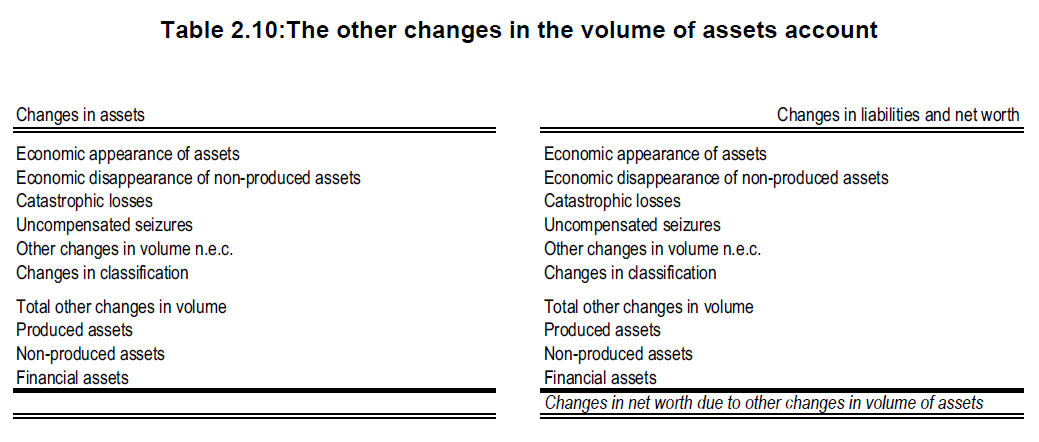 Table 2.10:The other changes in the volume of assets account
Changes in assets
Economic appearance of assets
Economic disappearance of non-produced assets
Catastrophic losses
Uncompensated seizures
Other changes in volume n.e.c.
Changes in classification
Total other changes in volume
Produced assets
Non-produced assets
Financial assets
Changes in liabilities and net worth
Economic appearance of assets
Economic disappearance of non-produced assets
Catastrophic losses
Uncompensated seizures
Other changes in volume n.e.c.
Changes in classification
Total other changes in volume
Produced assets
Non-produced assets
Financial assets
Changes in net worth due to other changes in volume of assets